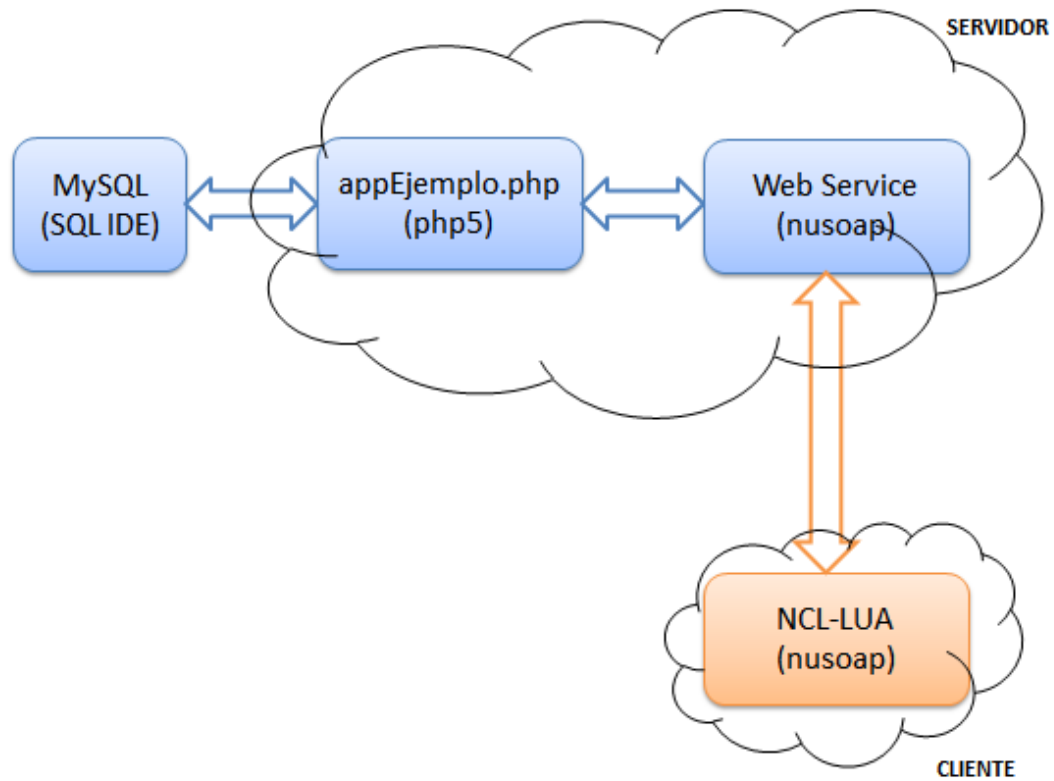 SERVIDOR
MySQL
(SQL IDE)
appEjemplo.php
(php5)
Web Service
(nusoap)
NCL-LUA
(nusoap)
CLIENTE